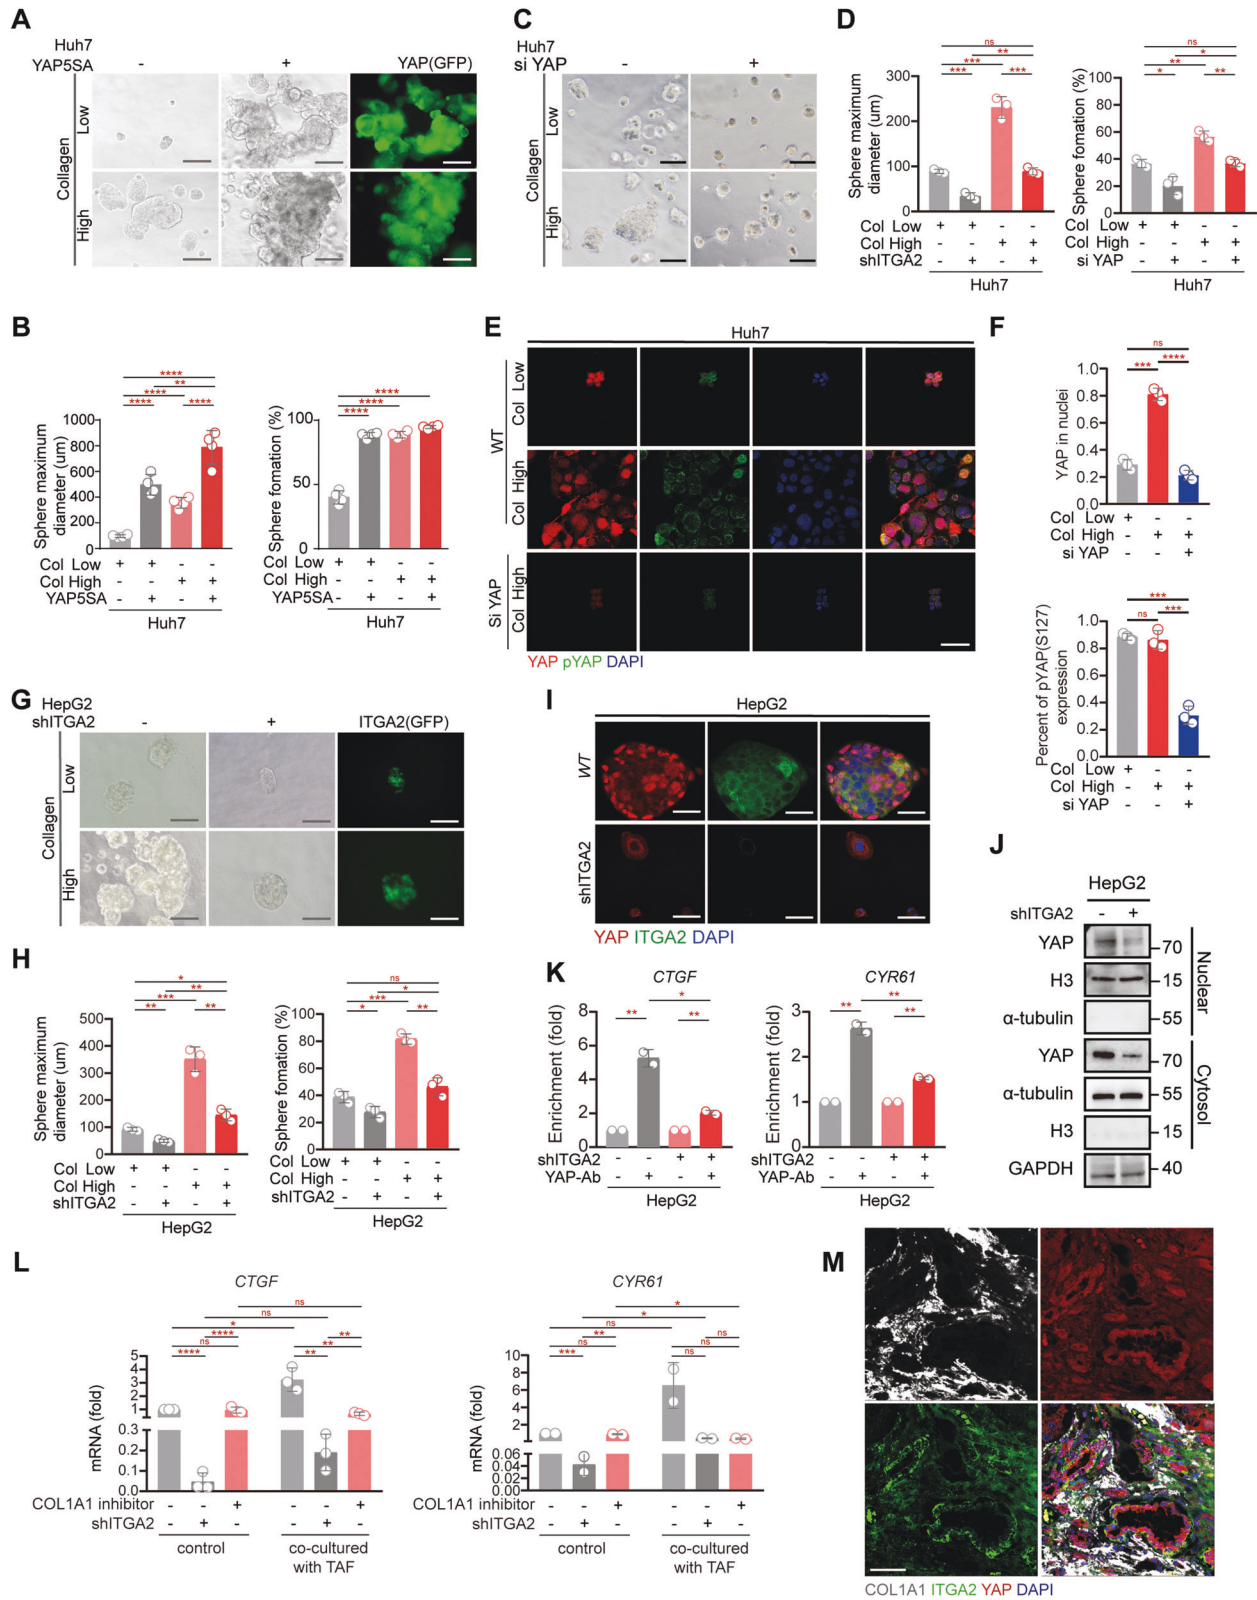 A
Huh7
YAP5SA - + YAP(GFP)
Collagen
Low
High
C
Huh7
si YAP - +
Collagen
Low
High
D
ns
**
***
*** ***
Sphere maximum
diameter (um)
300
200
100
0
Col Low + + - -
Col High - - + +
shITGA2 - + - +
Huh7
ns
*
**
* **
Sphere fomation (%)
100
80
60
40
20
0
Col Low + + - -
Col High - - + +
si YAP - + - +
Huh7
B
****
**
****
**** ****
Sphere maximum
diameter (um)
1000
800
600
400
200
0
Col Low + + - -
Col High - - + +
YAP5SA - + - +
Huh7
****
****
****
Sphere fomation (%)
100
50
0
Col Low + + - -
Col High - - + +
YAP5SA - + - +
Huh7
E
Huh7
WT
Col Low
Col High
Si YAP
Col High
YAP pYAP DAPI
F
ns
*** ****
YAP in nuclei
1.0
0.8
0.6
0.4
0.2
0.0
Col Low + - -
Col High - + +
si YAP - - +
***
ns ***
Percent of pYAP(S127)
expression
1.0
0.8
0.6
0.4
0.2
0.0
Col Low + - -
Col High - + +
si YAP - - +
G
HepG2
shITGA2 - + ITGA2(GFP)
Collagen
Low
High
I
HepG2
WT
shITGA2
YAP ITGA2 DAPI
J
HepG2
shITGA2 - +
YAP 70
H3 15
α-tubulin 55
Nuclear
YAP 70
α-tubulin 55
H3 15
Cytosol
GAPDH 40
H
*
**
***
** **
Sphere maximum
diameter (um)
500
400
300
200
100
0
Col Low + + - -
Col High - - + +
shITGA2 - + - +
HepG2
ns
*
***
* **
Sphere fomation (%)
100
80
60
40
20
0
Col Low + + - -
Col High - - + +
shITGA2 - + - +
HepG2
K
CTGF
*
** **
Enrichment (fold)
8
6
4
2
0
shITGA2 - - + +
YAP-Ab - + - +
HepG2
CYR61
**
** **
Enrichment (fold)
3
2
1
0
shITGA2 - - + +
YAP-Ab - + - +
HepG2
L
CTGF
ns
ns
*
**** **
ns **
**** **
mRNA (fold)
5
4
3
2
1
0.3
0.2
0.1
0.0
COL1A1 inhibitor - - + - - +
shITGA2 - + - - + -
control
co-cultured
with TAF
CYR61
*
*
ns
** ns
ns ns
*** ns
mRNA (fold)
10
8
6
4
2
0.06
0.04
0.02
0.00
COL1A1 inhibitor - - + - - +
shITGA2 - + - - + -
control
co-cultured
with TAF
M
COL1A1 ITGA2 YAP DAPI